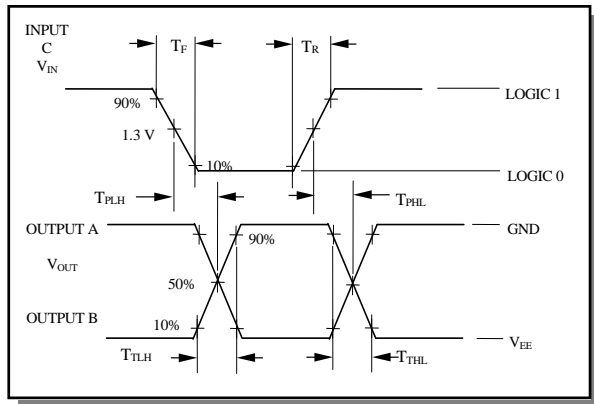 INPUT
C
VIN
TF
TR
90%
LOGIC 1
1.3 V
10%
LOGIC 0
TPLH
TPHL
OUTPUT A
GND
90%
VOUT
50%
OUTPUT B
10%
VEE
TTLH
TTHL